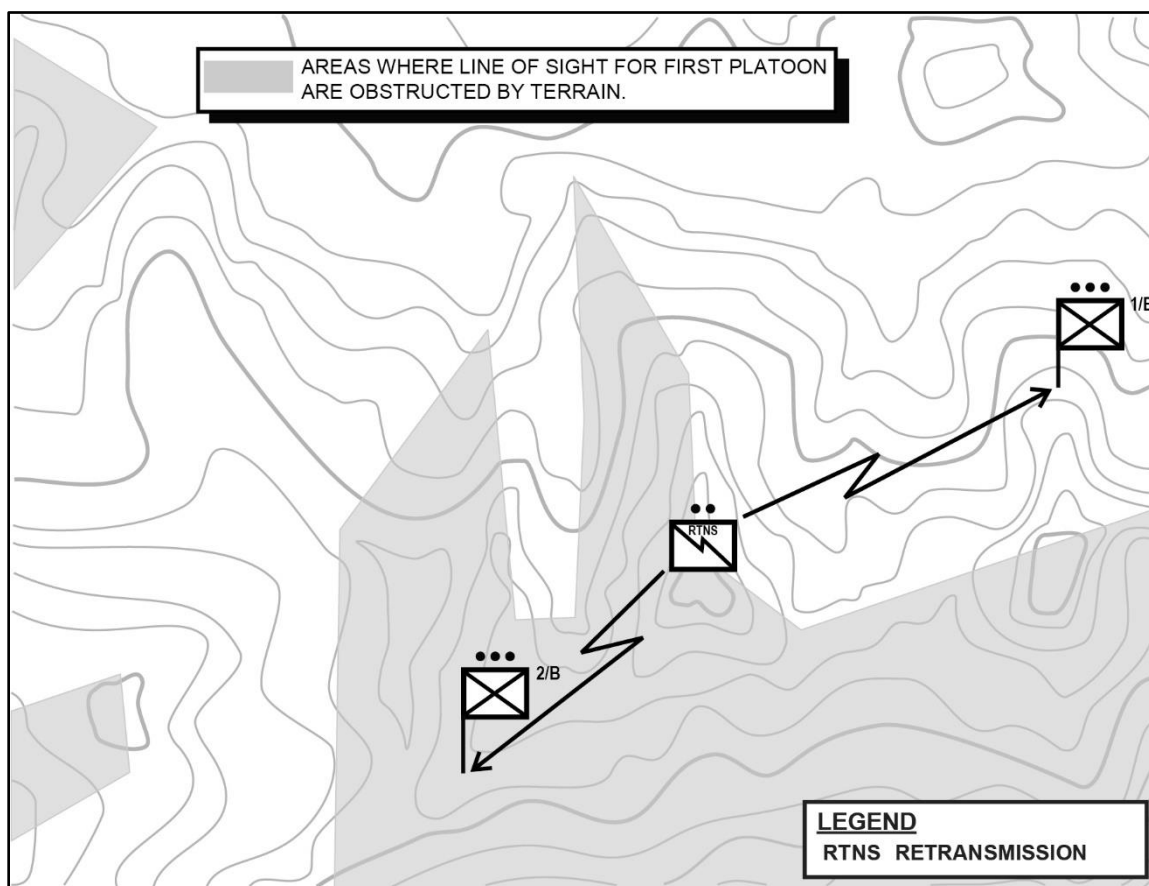 AREAS WHERE LINE OF SIGHT FOR FIRST PLATOON
ARE OBSTRUCTED BY TERRAIN.
1/B
RTNS
2/B
LEGEND
RTNS RETRANSMISSION